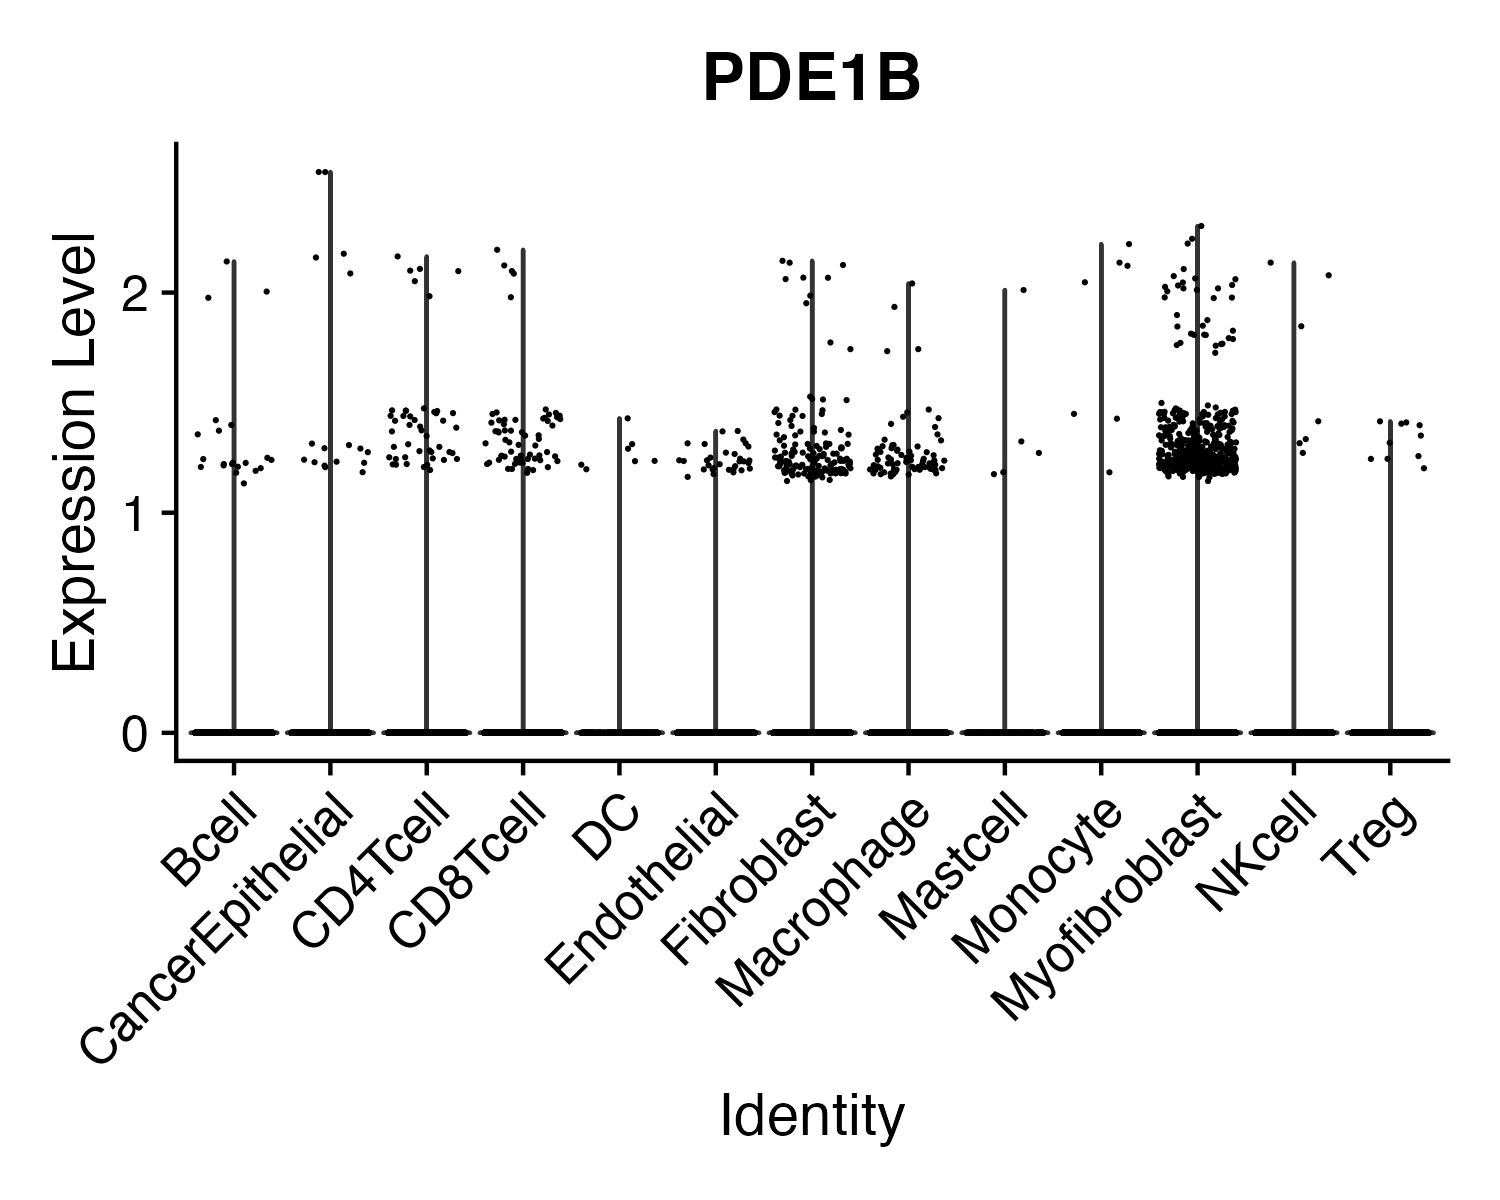 PDE1B
Expression Level
2
1
0
Bcell
CancerEpithelial
CD4Tcell
CD8Tcell
DC
Endothelial
Fibroblast
Macrophage
Mastcell
Monocyte
Myofibroblast
NKcell
Treg
Identity